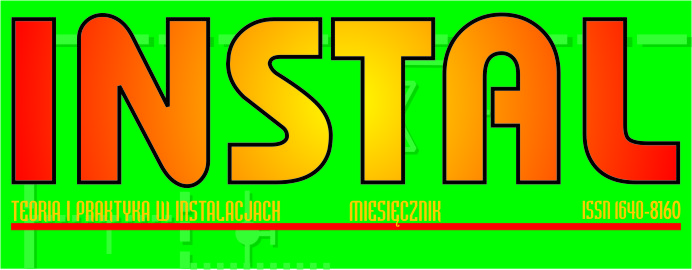 INSTAL
TEORIA I PRAKTYKA W INSTALACJACH MIESIĘCZNIK ISSN 1640-8160